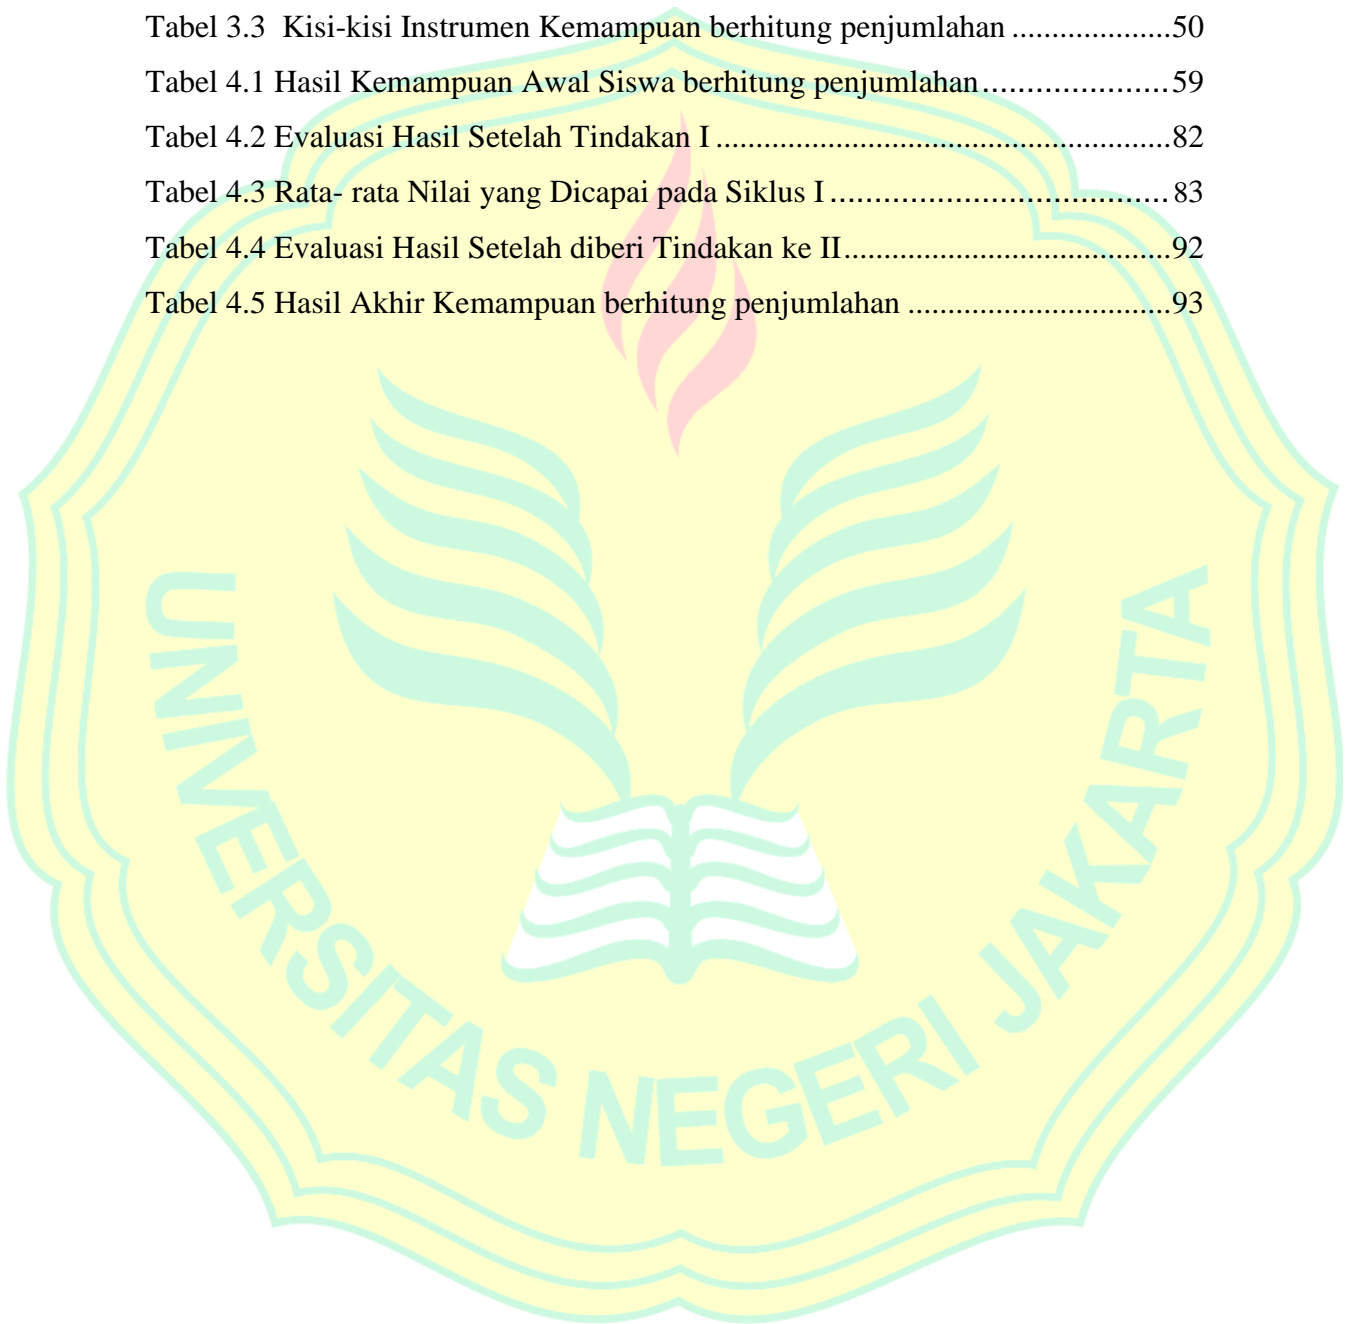 Tabel 3.3  Kisi-kisi Instrumen Kemampuan berhitung penjumlahan ....................50
Tabel 4.1 Hasil Kemampuan Awal Siswa berhitung penjumlahan.....................59
Tabel 4.2 Evaluasi Hasil Setelah Tindakan I ..........................................................82
Tabel 4.3 Rata- rata Nilai yang Dicapai pada Siklus I......................................83
Tabel 4.4 Evaluasi Hasil Setelah diberi Tindakan ke II..........................................92
Tabel 4.5 Hasil Akhir Kemampuan berhitung penjumlahan .................................93
UNIVERSITAS NEGERI JAKARTA